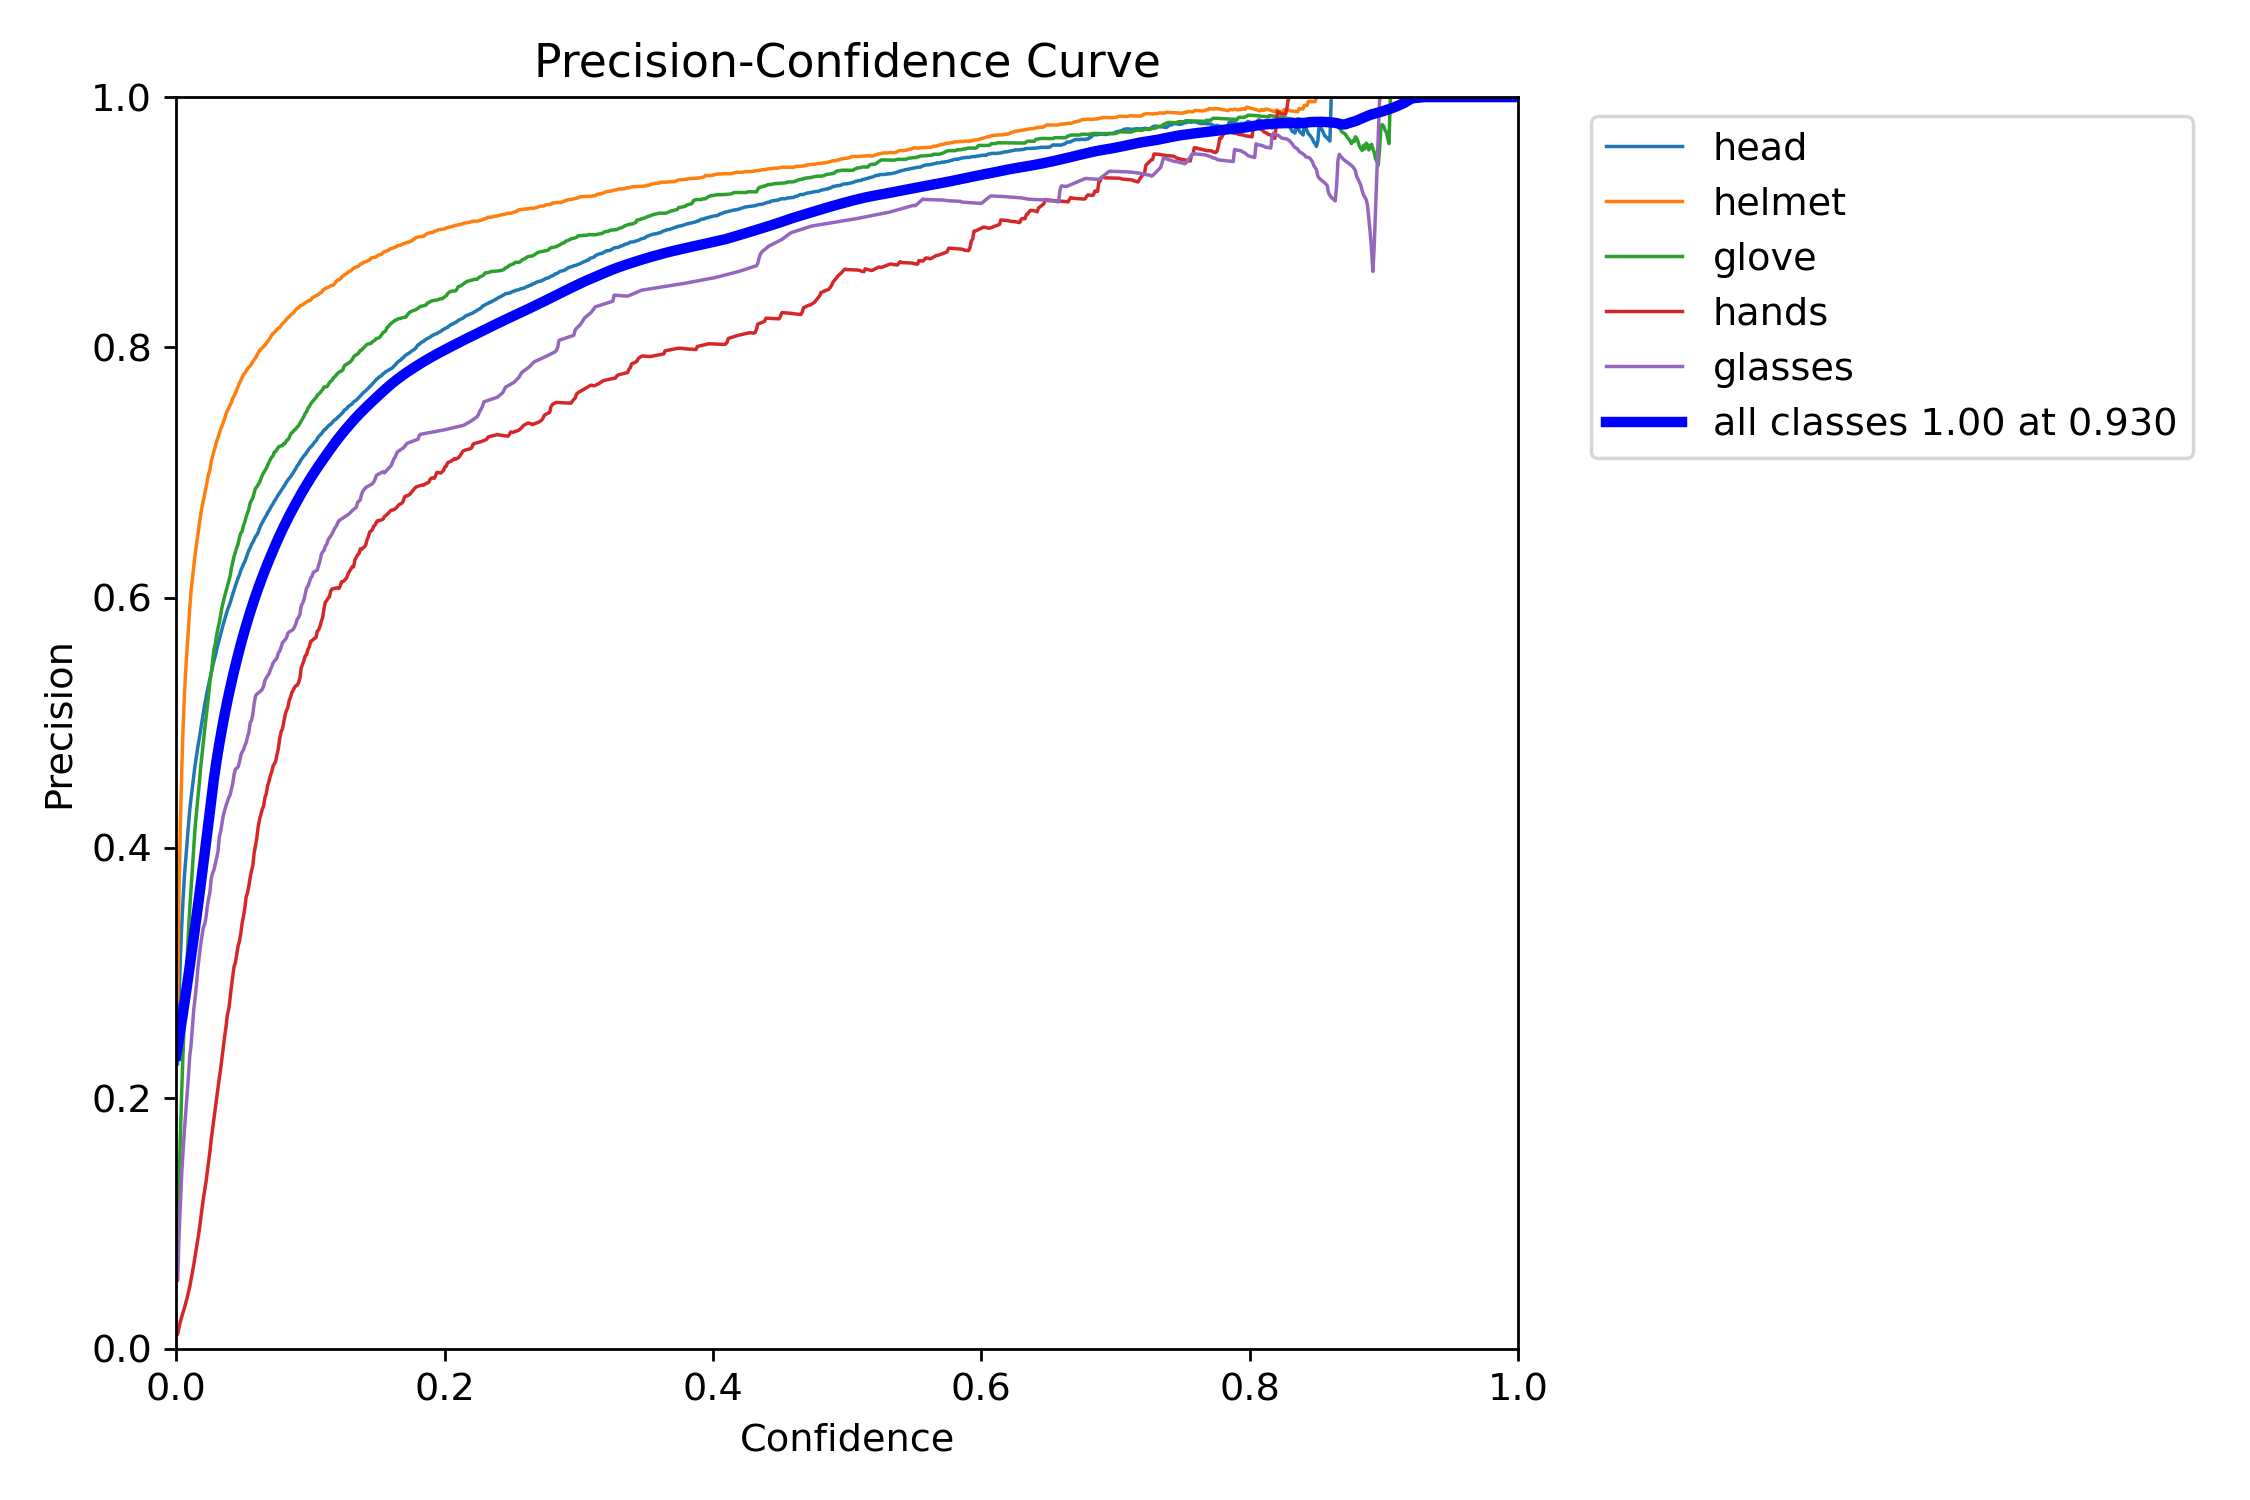 Precision-Confidence Curve
1.0
0.8
0.6
0.4
0.2
0.0
Precision
0.0 0.2 0.4 0.6 0.8 1.0
Confidence
head
helmet
glove
hands
glasses
all classes 1.00 at 0.930